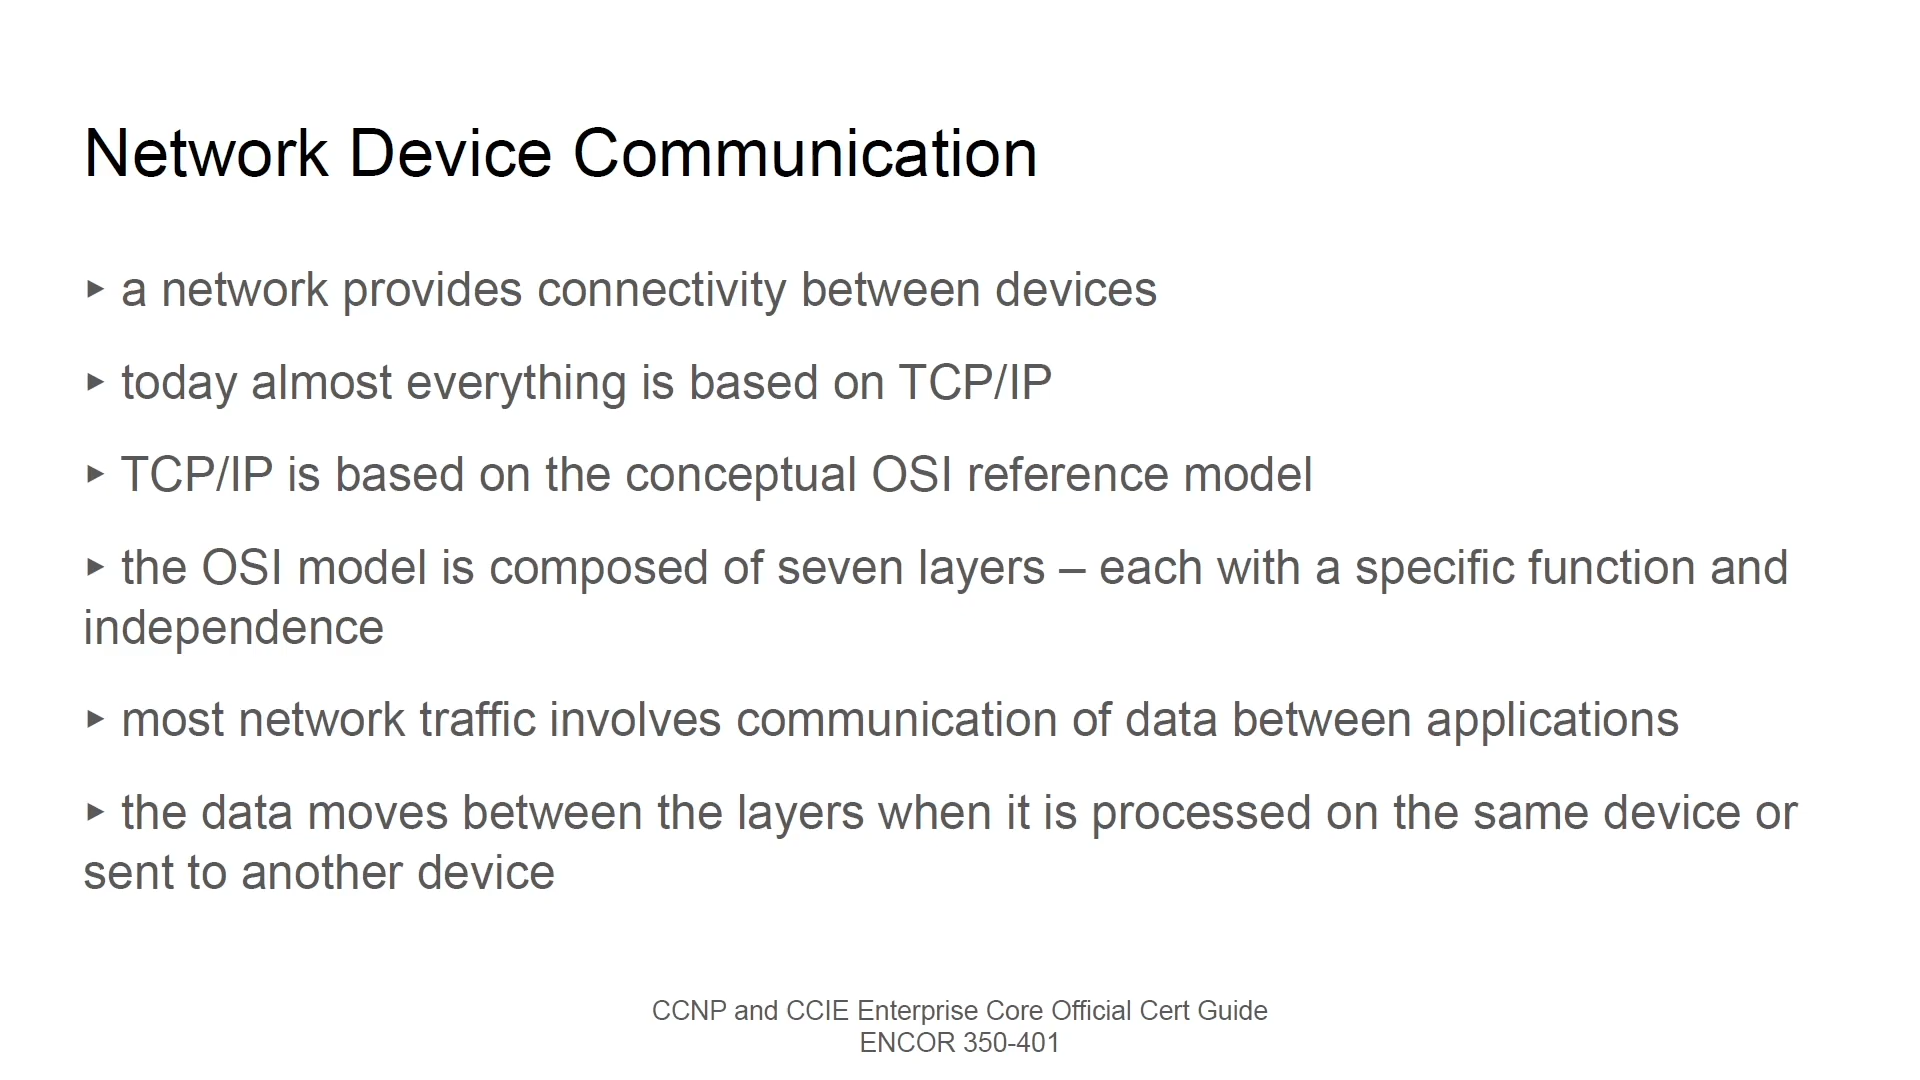 Network Device Communication
▸ a network provides connectivity between devices
▸ today almost everything is based on TCP/IP
▸ TCP/IP is based on the conceptual OSI reference model
▸ the OSI model is composed of seven layers – each with a specific function and
independence
▸ most network traffic involves communication of data between applications
▸ the data moves between the layers when it is processed on the same device or
sent to another device
CCNP and CCIE Enterprise Core Official Cert Guide
ENCOR 350-401